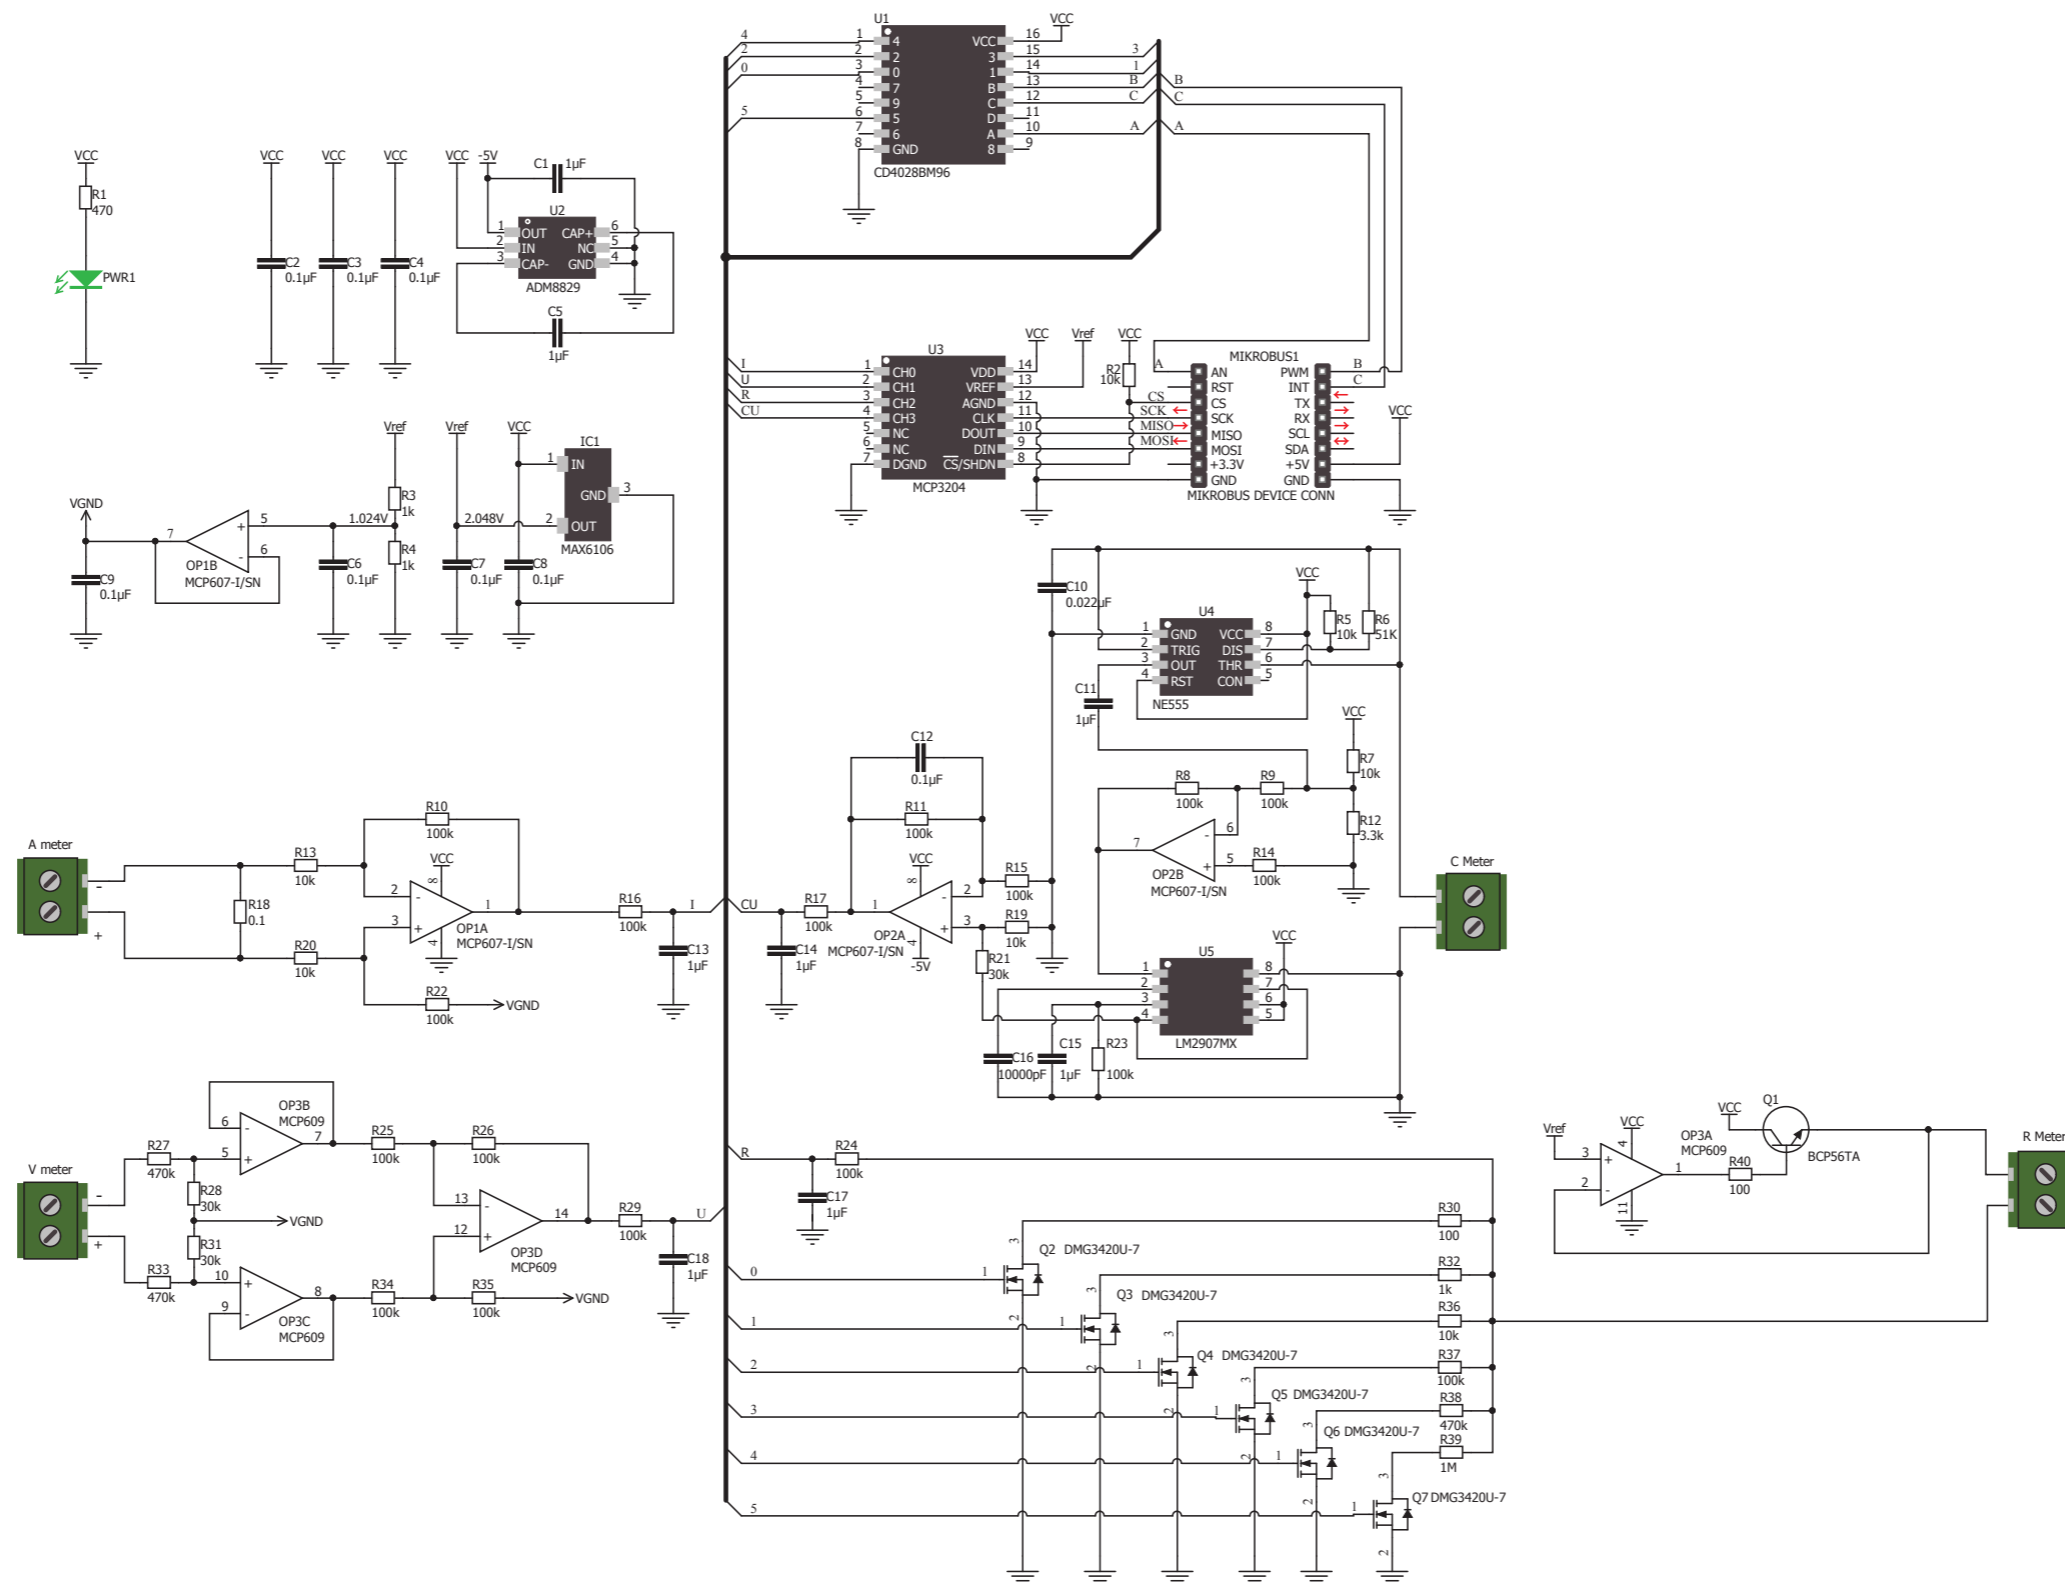 U1
VCC
4 1 4 VCC 16
2 2 2 3 15 3
0 3 0 1 14 1
4 7 B 13 B B
5 9 C 12 C C
5 6 5 D 11
7 6 A 10 A A
8 GND 8 9
CD4028BM96
VCC
R1
470
PWR1
VCC VCC VCC
C2
0.1µF
C3
0.1µF
C4
0.1µF
VCC -5V
C1 1µF
U2
1 OUT CAP+ 6
2 IN NC 5
3 CAP- GND 4
ADM8829
C5
1µF
U3
VCC Vref VCC
I 1 CH0 VDD 14
U 2 CH1 VREF 13
R 3 CH2 AGND 12
CU 4 CH3 CLK 11
5 NC DOUT 10
6 NC DIN 9
7 DGND CS/SHDN 8
MCP3204
R2
10k
MIKROBUS1
A AN PWM B
RST INT C
CS CS TX
SCK SCK RX
MISO MISO SCL
MOSI MOSI SDA
+3.3V +5V
GND GND
VCC
MIKROBUS DEVICE CONN
VGND
C9
0.1µF
7 5
+
6
-
OP1B
MCP607-I/SN
Vref
R3
1k
1.024V
R4
1k
C6
0.1µF
Vref VCC
2.048V
C7
0.1µF
C8
0.1µF
IC1
1 IN
GND 3
2 OUT
MAX6106
C10
0.022µF
VCC
U4
1 GND VCC 8
2 TRIG DIS 7
3 OUT THR 6
4 RST CON 5
NE555
R5
10k
R6
51K
C11
1µF
VCC
R7
10k
R8
100k
R9
100k
R12
3.3k
6
-
7
5
+
R14
100k
OP2B
MCP607-I/SN
C Meter
A meter
-
+
R13
10k
R18
0.1
R20
10k
R10
100k
VCC
8
2
-
3
+
1
4
OP1A
MCP607-I/SN
R22
100k
VGND
R16
100k
I
C13
1µF
C12
0.1µF
R11
100k
CU
R17
100k
C14
1µF
VCC
8
2
-
3
+
1
4
-5V
OP2A
MCP607-I/SN
R15
100k
R19
10k
R21
30k
VCC
U5
1 8
2 7
3 6
4 5
LM2907MX
C16
10000pF
C15
1µF
R23
100k
V meter
-
+
R27
470k
R28
30k
VGND
R31
30k
R33
470k
OP3B
MCP609
6
-
5
+
7
10
+
9
-
8
OP3C
MCP609
R25
100k
R26
100k
13
-
12
+
14
OP3D
MCP609
R34
100k
R35
100k
VGND
R29
100k
U
C18
1µF
R
R24
100k
C17
1µF
0 1 3 2 Q2 DMG3420U-7
R30
100
1 1 3 2 Q3 DMG3420U-7
R32
1k
2 1 3 2 Q4 DMG3420U-7
R36
10k
3 1 3 2 Q5 DMG3420U-7
R37
100k
4 1 3 2 Q6 DMG3420U-7
R38
470k
5 1 3 2 Q7 DMG3420U-7
R39
1M
Vref
VCC
3
+
2
-
4
11
1
OP3A
MCP609
R40
100
VCC
Q1
BCP56TA
R Meter